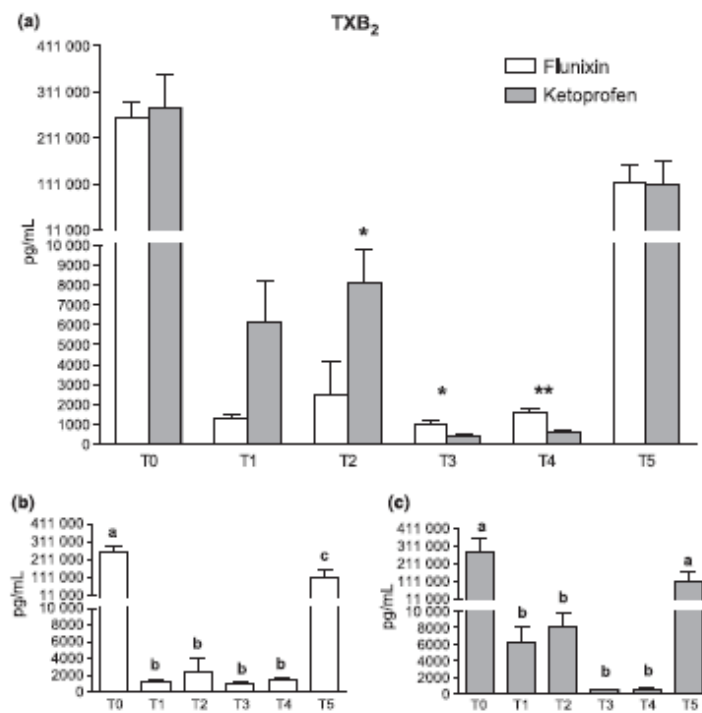 (a)
TXB2
411 000
311 000
211 000
111 000
11 000
10 000
9000
8000
7000
6000
5000
4000
3000
2000
1000
0
pg/mL
Flunixin
Ketoprofen
*
*
**
T0 T1 T2 T3 T4 T5
(b)
411 000
311 000
211 000
111 000
11 000
10 000
8000
6000
4000
2000
0
pg/mL
a b b b b c
T0 T1 T2 T3 T4 T5
(c)
411 000
311 000
211 000
111 000
11 000
10 000
8000
6000
4000
2000
0
pg/mL
a b b b b a
T0 T1 T2 T3 T4 T5